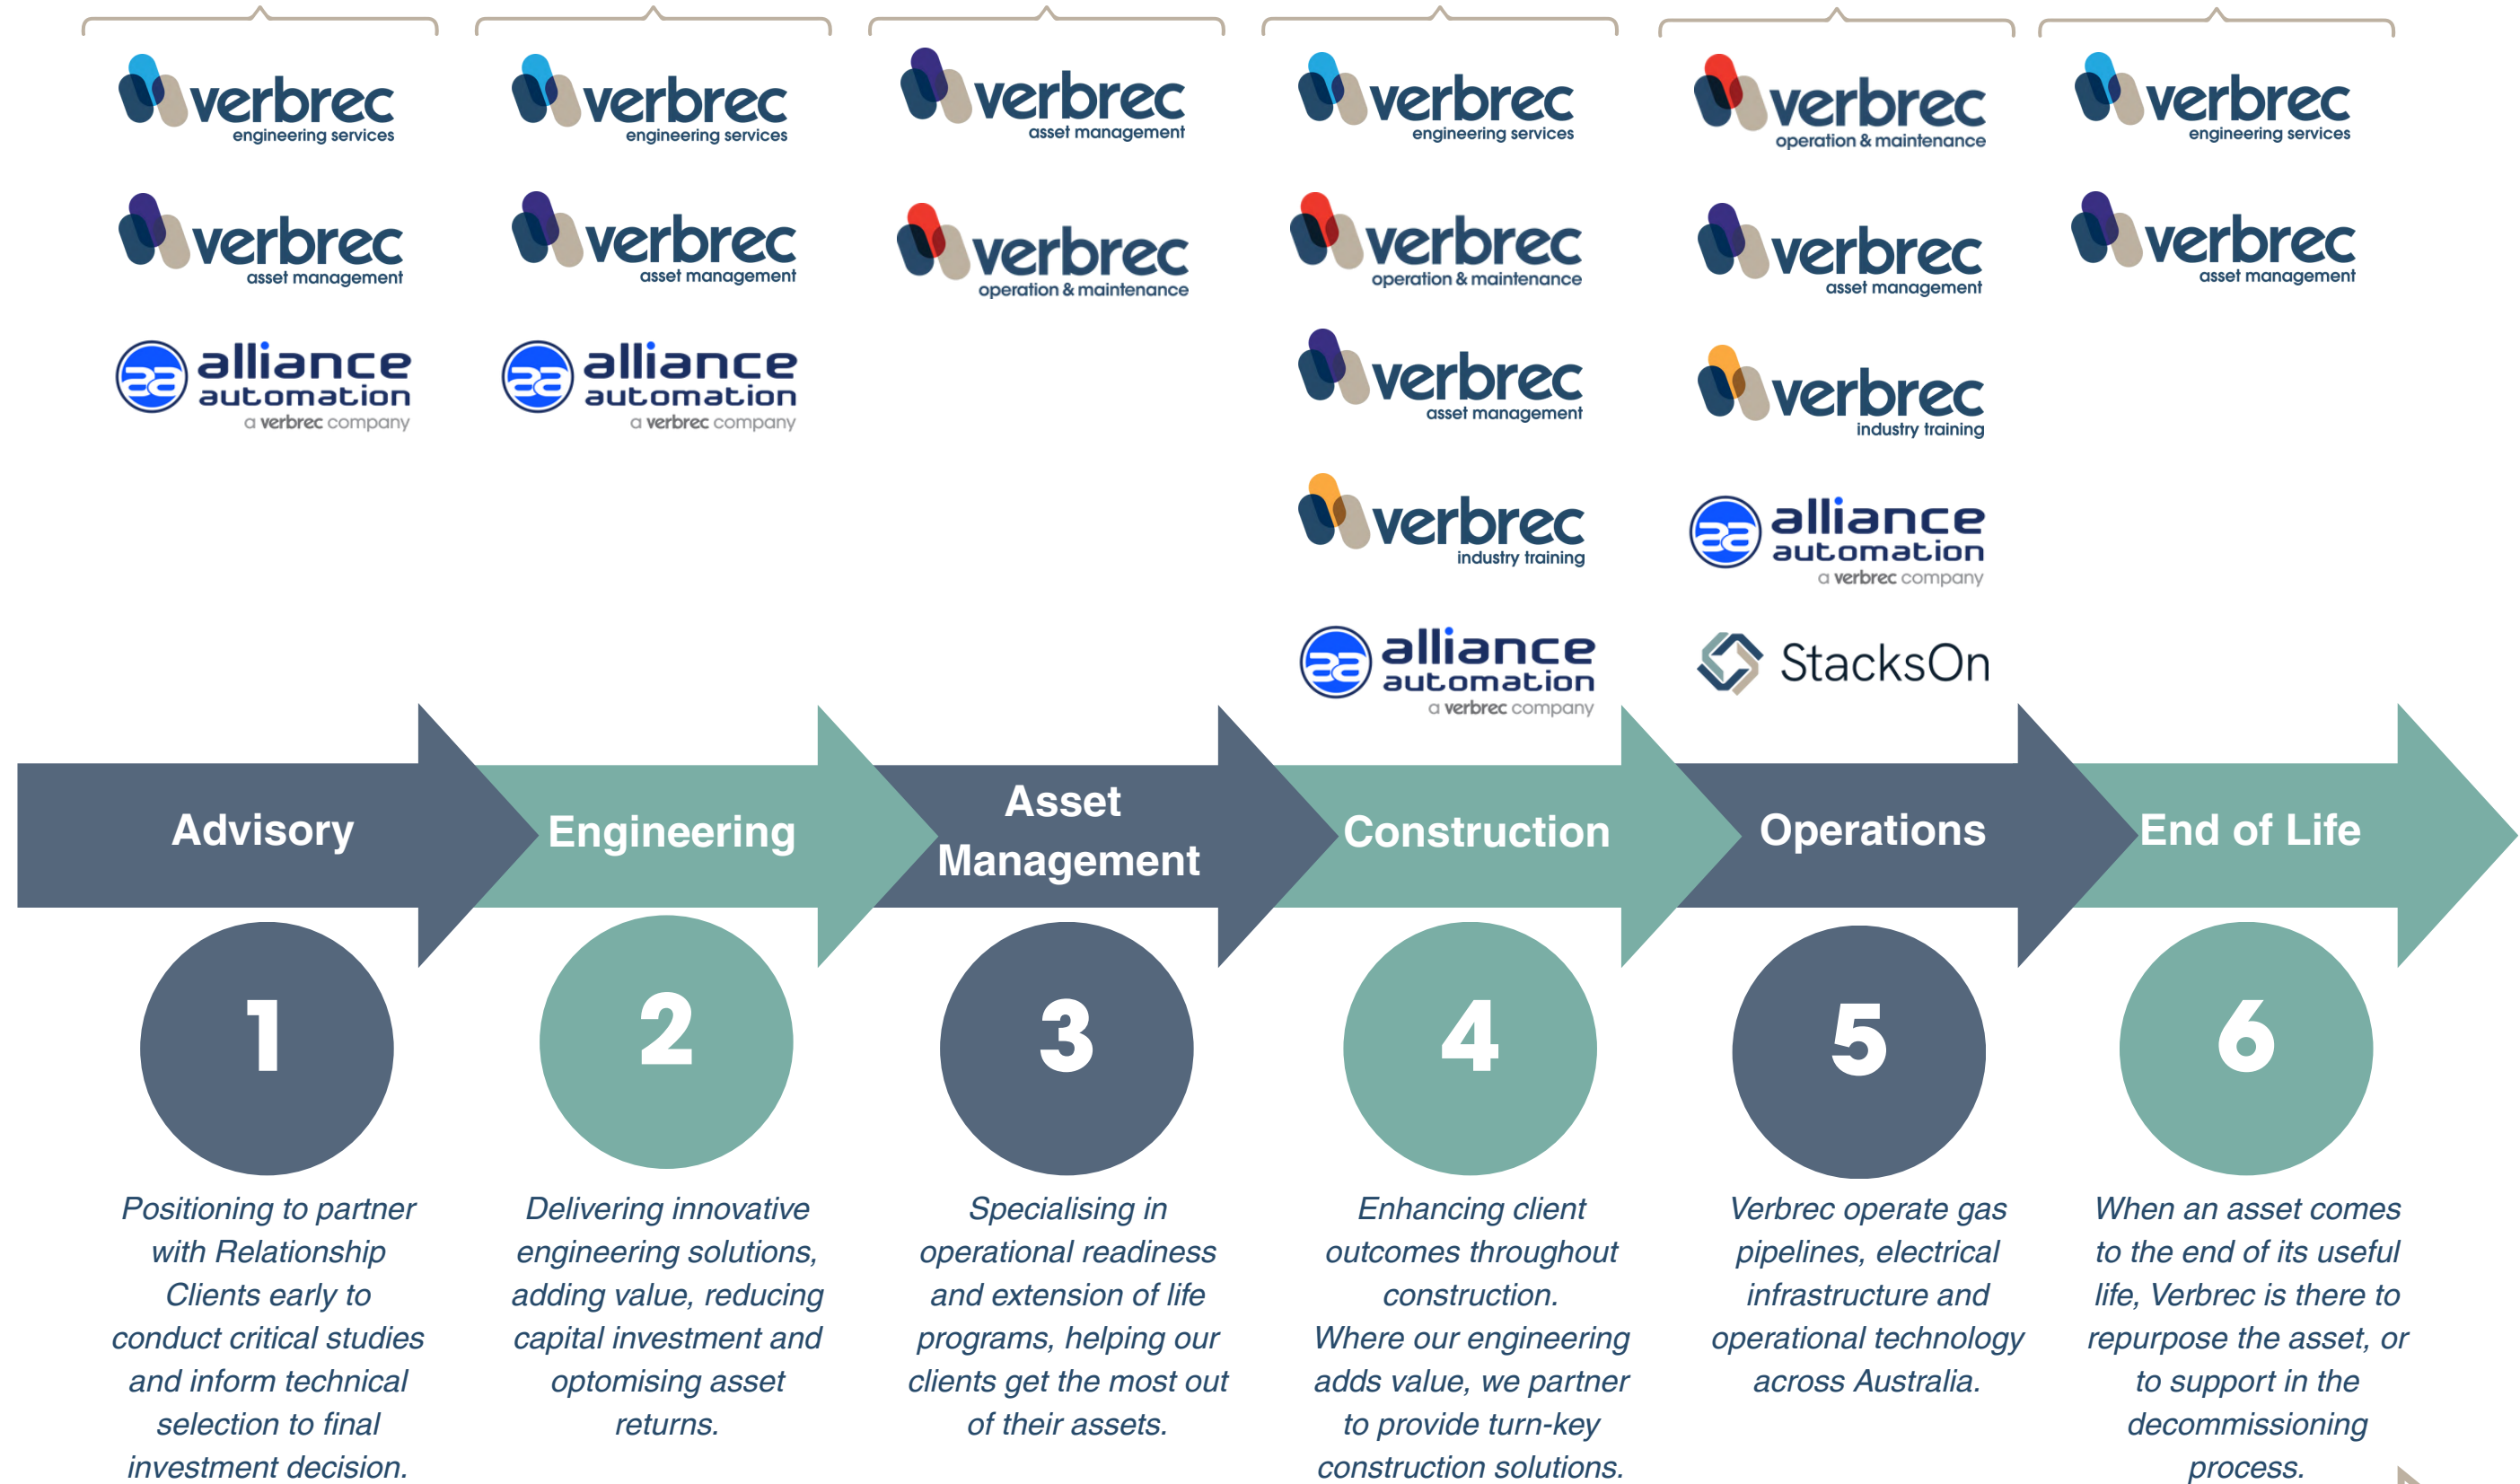 verbrec
engineering services
verbrec
asset management
alliance
automation
a verbrec company
verbrec
engineering services
verbrec
asset management
alliance
automation
a verbrec company
verbrec
asset management
verbrec
operation & maintenance
verbrec
engineering services
verbrec
operation & maintenance
verbrec
asset management
verbrec
industry training
alliance
automation
a verbrec company
verbrec
operation & maintenance
verbrec
asset management
verbrec
industry training
alliance
automation
a verbrec company
StacksOn
verbrec
engineering services
verbrec
asset management
Advisory
Engineering
Asset
Management
Construction
Operations
End of Life
1
2
3
4
5
6
Positioning to partner
with Relationship
Clients early to
conduct critical studies
and inform technical
selection to final
investment decision.
Delivering innovative
engineering solutions,
adding value, reducing
capital investment and
optomising asset
returns.
Specialising in
operational readiness
and extension of life
programs, helping our
clients get the most out
of their assets.
Enhancing client
outcomes throughout
construction.
Where our engineering
adds value, we partner
to provide turn-key
construction solutions.
Verbrec operate gas
pipelines, electrical
infrastructure and
operational technology
across Australia.
When an asset comes
to the end of its useful
life, Verbrec is there to
repurpose the asset, or
to support in the
decommissioning
process.